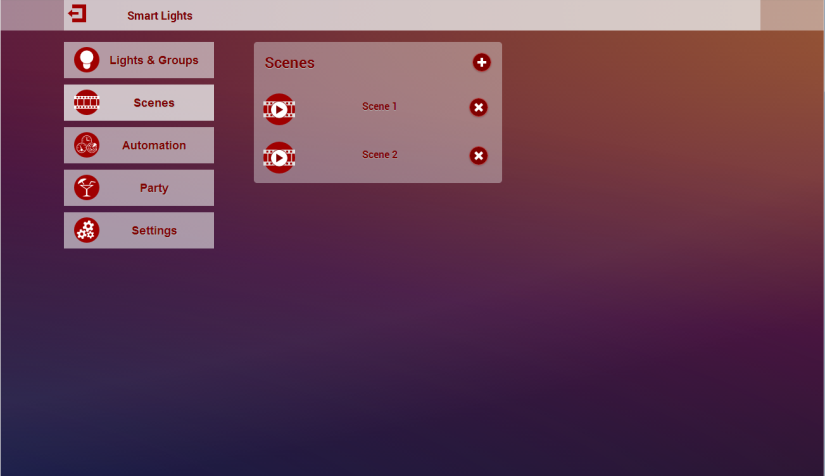 Smart Lights
Lights & Groups
Scenes
Automation
Party
Settings
Scenes
Scene 1
Scene 2